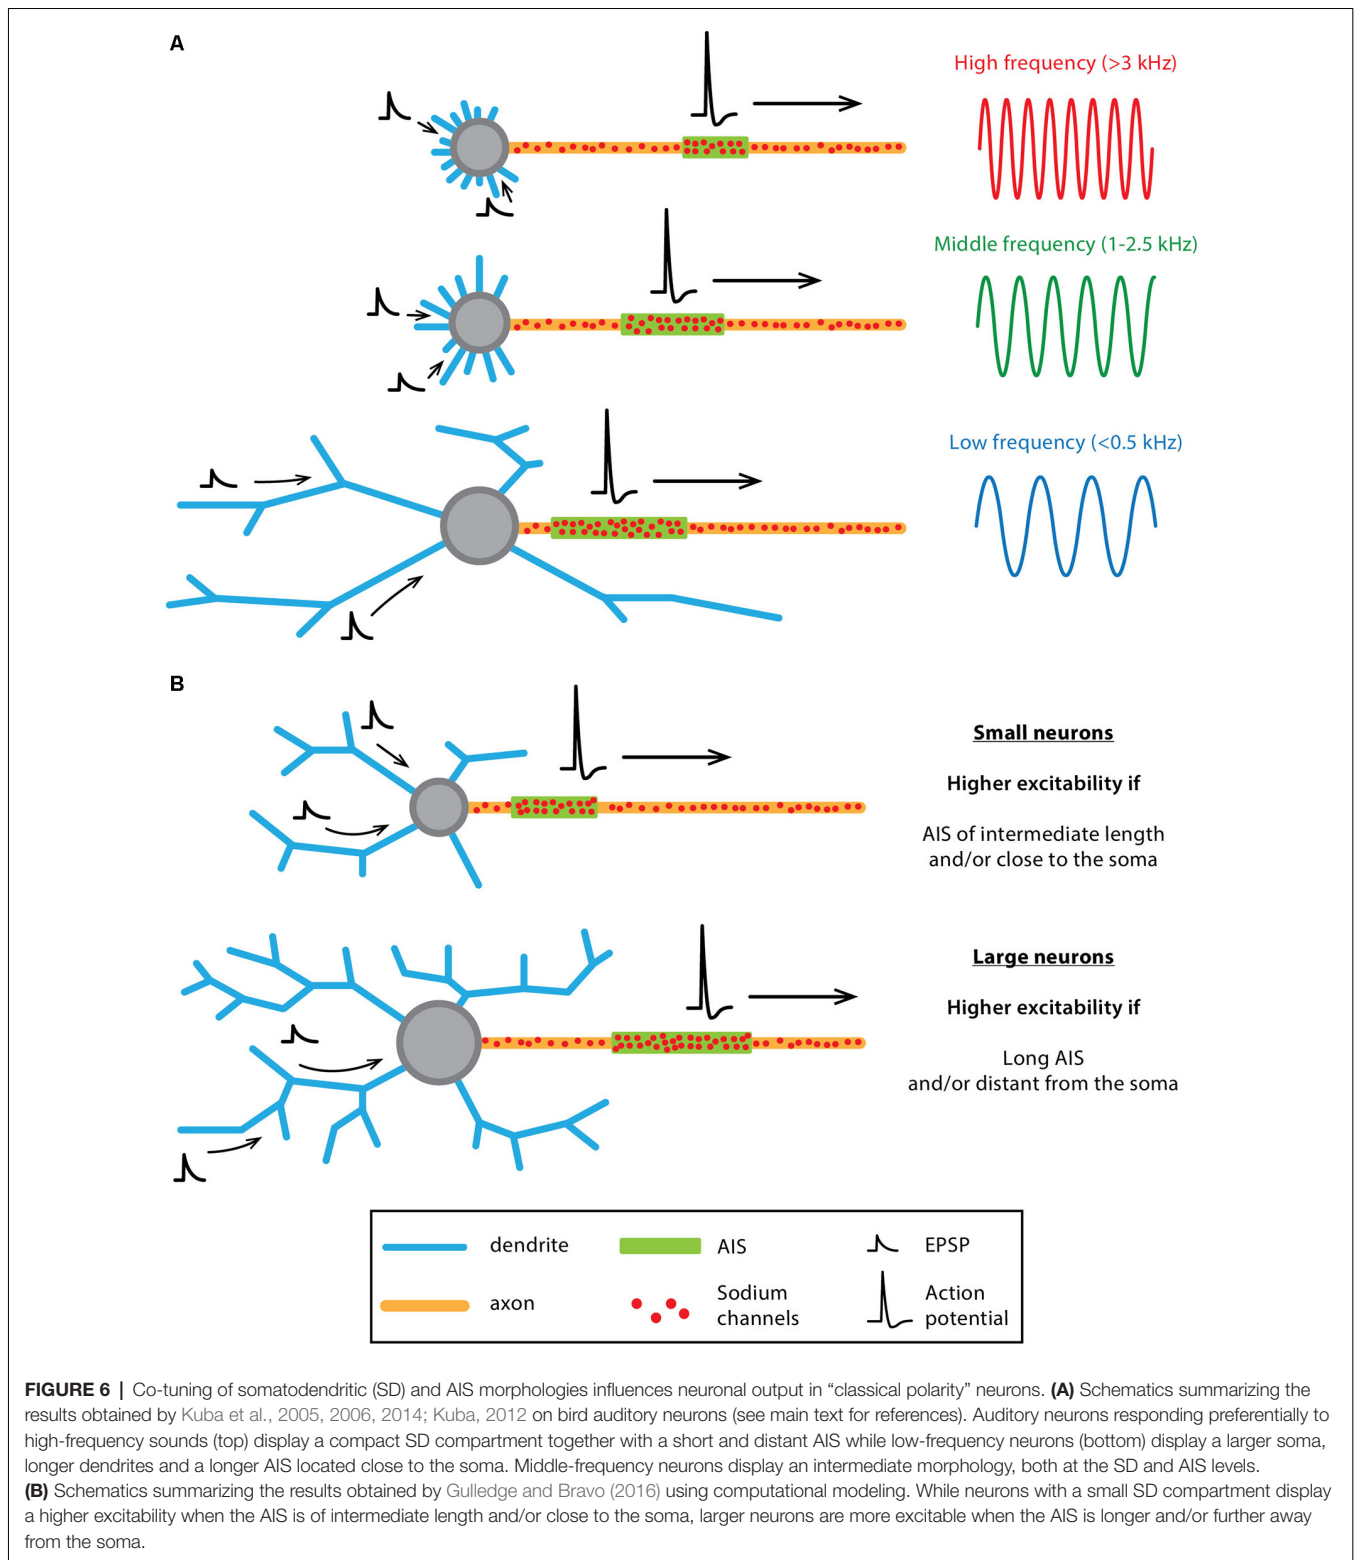 A
High frequency (>3 kHz)
Middle frequency (1-2.5 kHz)
Low frequency (<0.5 kHz)
B
Small neurons
Higher excitability if
AIS of intermediate length
and/or close to the soma
Large neurons
Higher excitability if
Long AIS
and/or distant from the soma
dendrite
AIS
EPSP
axon
Sodium
channels
Action
potential
FIGURE 6 | Co-tuning of somatodendritic (SD) and AIS morphologies influences neuronal output in “classical polarity” neurons. (A) Schematics summarizing the
results obtained by Kuba et al., 2005, 2006, 2014; Kuba, 2012 on bird auditory neurons (see main text for references). Auditory neurons responding preferentially to
high-frequency sounds (top) display a compact SD compartment together with a short and distant AIS while low-frequency neurons (bottom) display a larger soma,
longer dendrites and a longer AIS located close to the soma. Middle-frequency neurons display an intermediate morphology, both at the SD and AIS levels.
(B) Schematics summarizing the results obtained by Gulledge and Bravo (2016) using computational modeling. While neurons with a small SD compartment display
a higher excitability when the AIS is of intermediate length and/or close to the soma, larger neurons are more excitable when the AIS is longer and/or further away
from the soma.